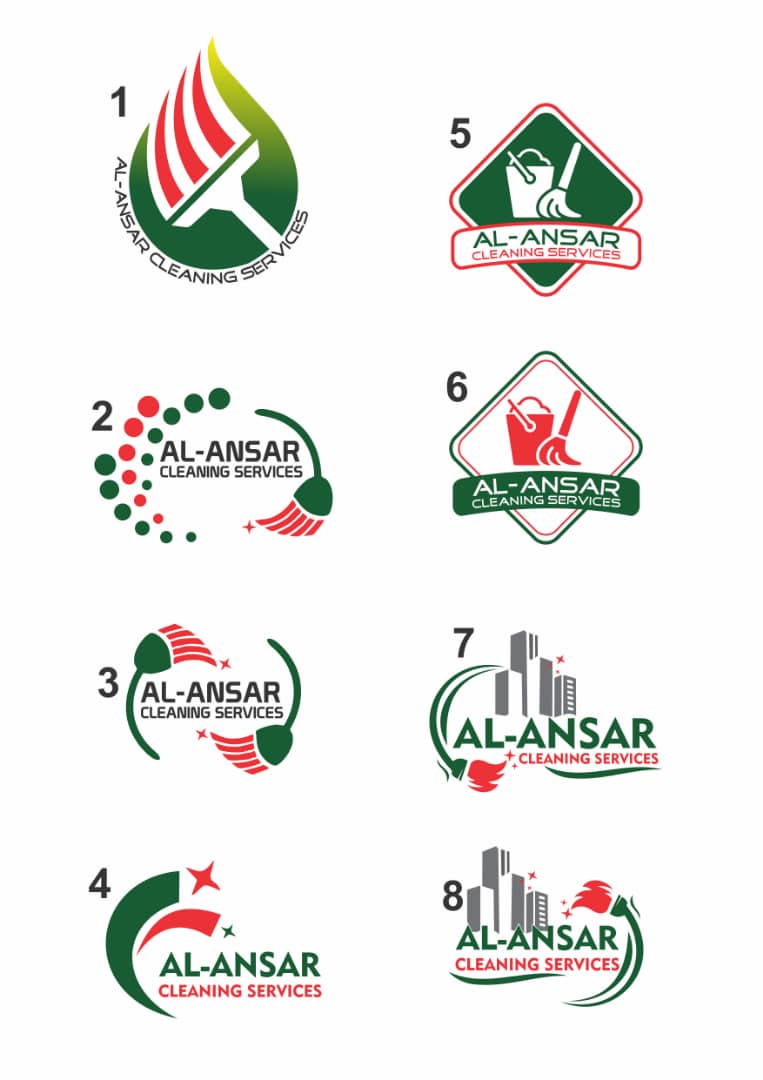 1
AL-ANSAR CLEANING SERVICES
5
AL-ANSAR
CLEANING SERVICES
2
AL-ANSAR
CLEANING SERVICES
6
AL-ANSAR
CLEANING SERVICES
3
AL-ANSAR
CLEANING SERVICES
7
AL-ANSAR
CLEANING SERVICES
4
AL-ANSAR
CLEANING SERVICES
8
AL-ANSAR
CLEANING SERVICES